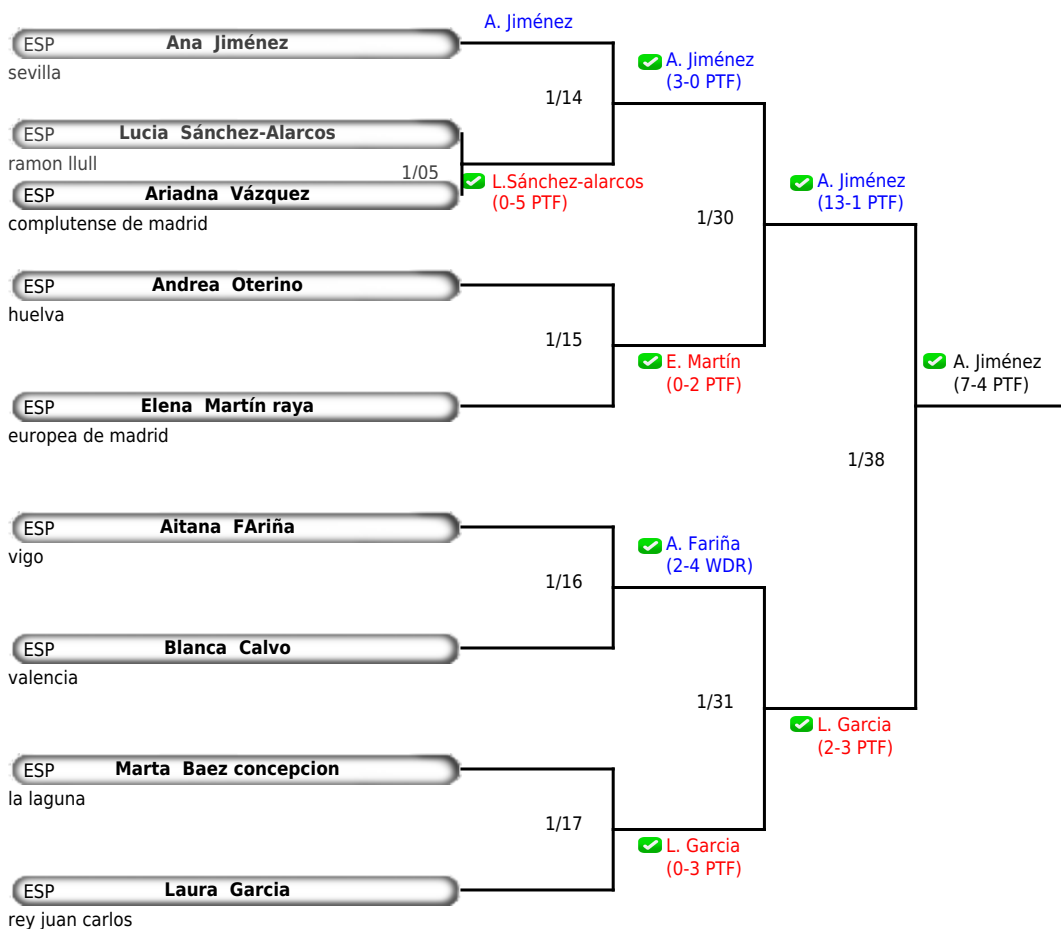 A. Jiménez
ESP Ana Jiménez
sevilla
A. Jiménez
(3-0 PTF)
1/14
ESP Lucia Sánchez-Alarcos
ramon llull
1/05
L.Sánchez-alarcos
(0-5 PTF)
ESP Ariadna Vázquez
complutense de madrid
A. Jiménez
(13-1 PTF)
1/30
ESP Andrea Oterino
huelva
1/15
E. Martín
(0-2 PTF)
A. Jiménez
(7-4 PTF)
ESP Elena Martín raya
europea de madrid
1/38
ESP Aitana FAriña
vigo
A. Fariña
(2-4 WDR)
1/16
ESP Blanca Calvo
valencia
1/31
L. Garcia
(2-3 PTF)
ESP Marta Baez concepcion
la laguna
1/17
L. Garcia
(0-3 PTF)
ESP Laura Garcia
rey juan carlos